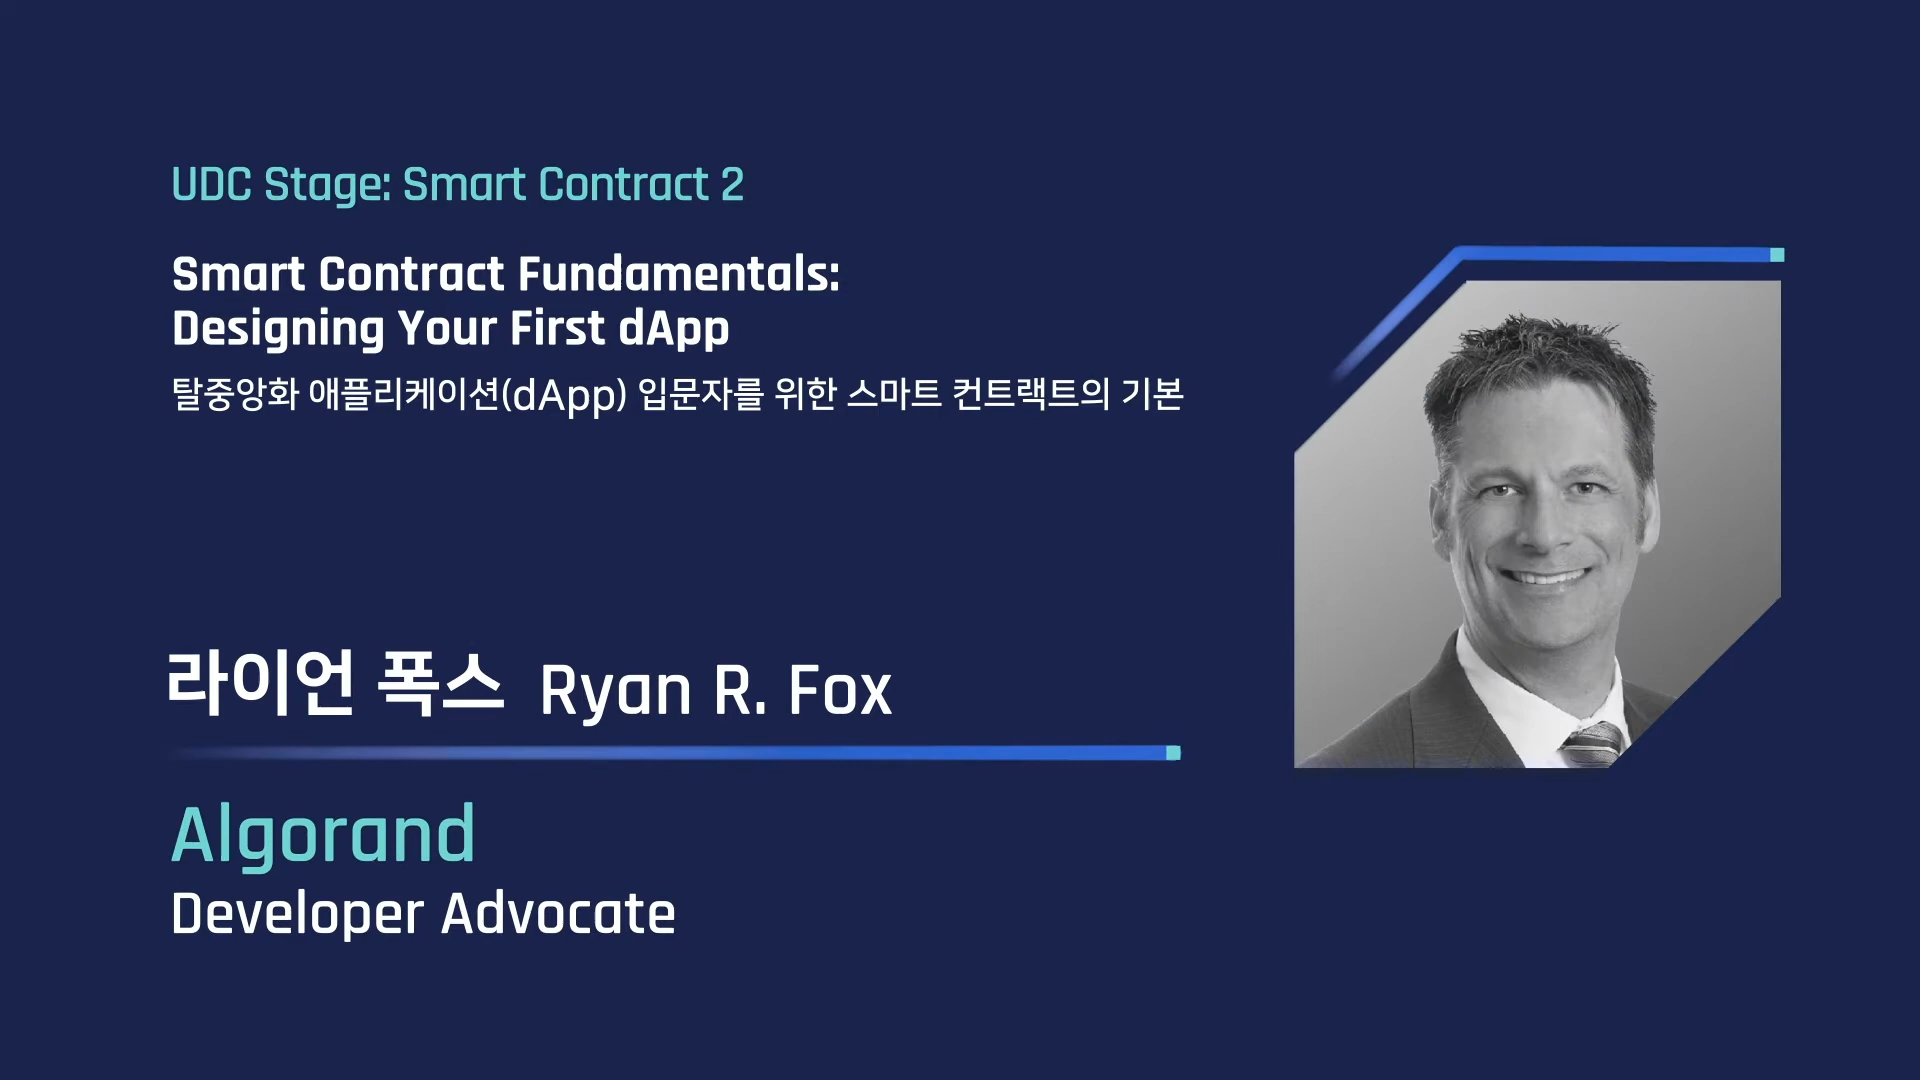 UDC Stage: Smart Contract 2
Smart Contract Fundamentals:
Designing Your First dApp
탈중앙화 애플리케이션(dApp) 입문자를 위한 스마트 컨트랙트의 기본
라이언 폭스 Ryan R. Fox
Algorand
Developer Advocate